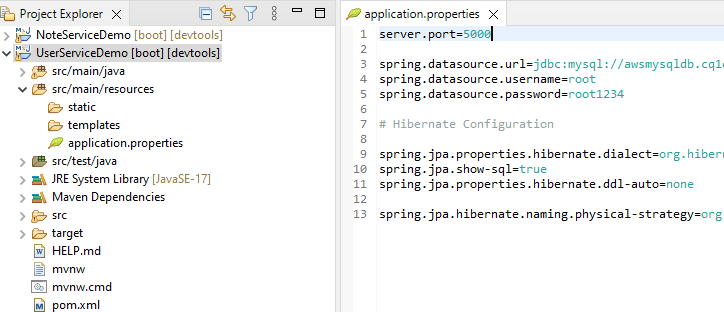 Project Explorer
NoteServiceDemo [boot] [devtools]
UserServiceDemo [boot] [devtools]
src/main/java
src/main/resources
static
templates
application.properties
src/test/java
JRE System Library [JavaSE-17]
Maven Dependencies
src
target
HELP.md
mvnw
mvnw.cmd
pom.xml
application.properties
1 server.port=5000
2
3 spring.datasource.url=jdbc:mysql://awsmysqldb.cq1
4 spring.datasource.username=root
5 spring.datasource.password=root1234
6
7 # Hibernate Configuration
8
9 spring.jpa.properties.hibernate.dialect=org.hiber
10 spring.jpa.show-sql=true
11 spring.jpa.properties.hibernate.ddl-auto=none
12
13 spring.jpa.hibernate.naming.physical-strategy=org